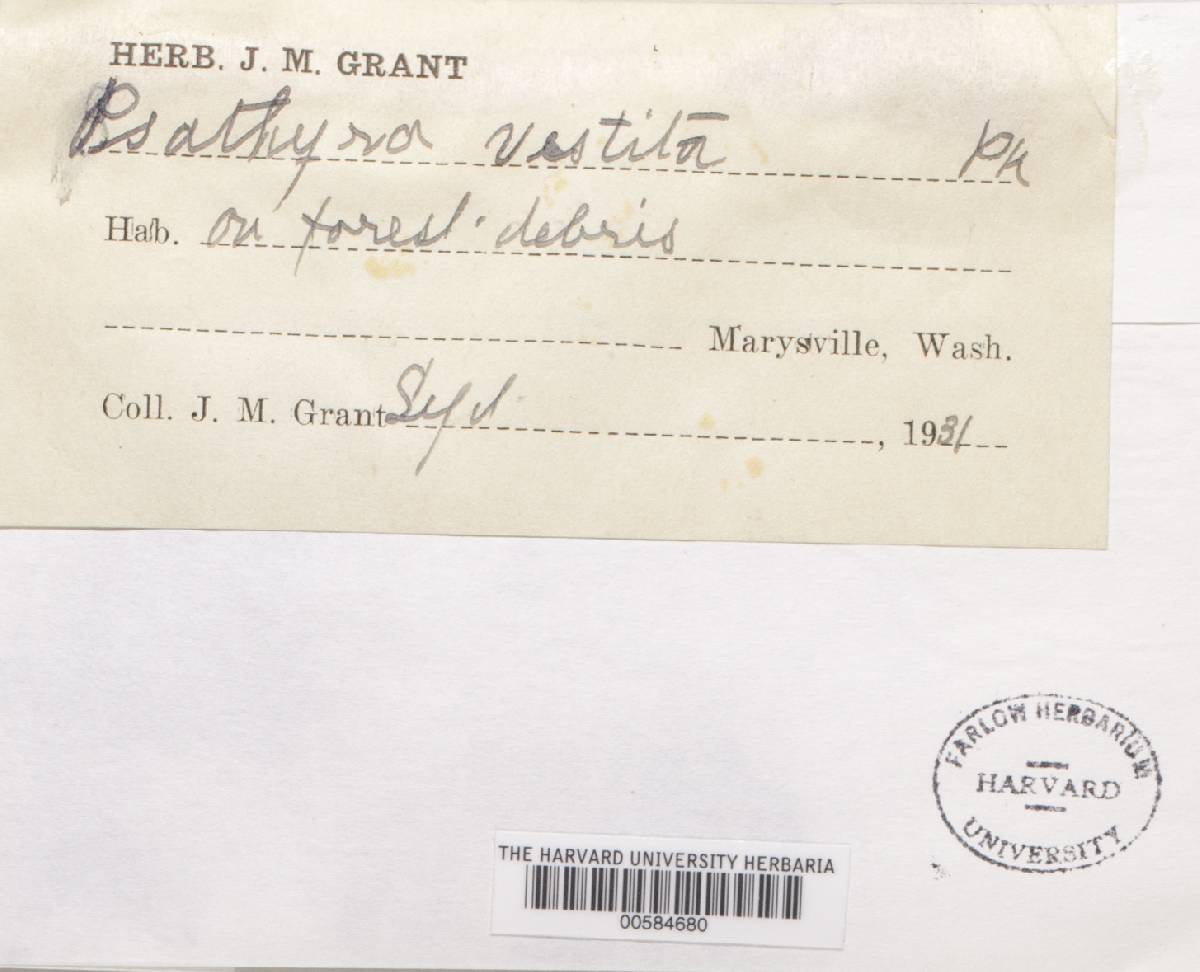 HERB. J. M. GRANT
Psathyra vestita Pk
Hab. on forest debris
Marysville, Wash.
Coll. J. M. Grant Sept. , 1931
FARLOW HERBARIUM
HARVARD
UNIVERSITY
THE HARVARD UNIVERSITY HERBARIA
00584680